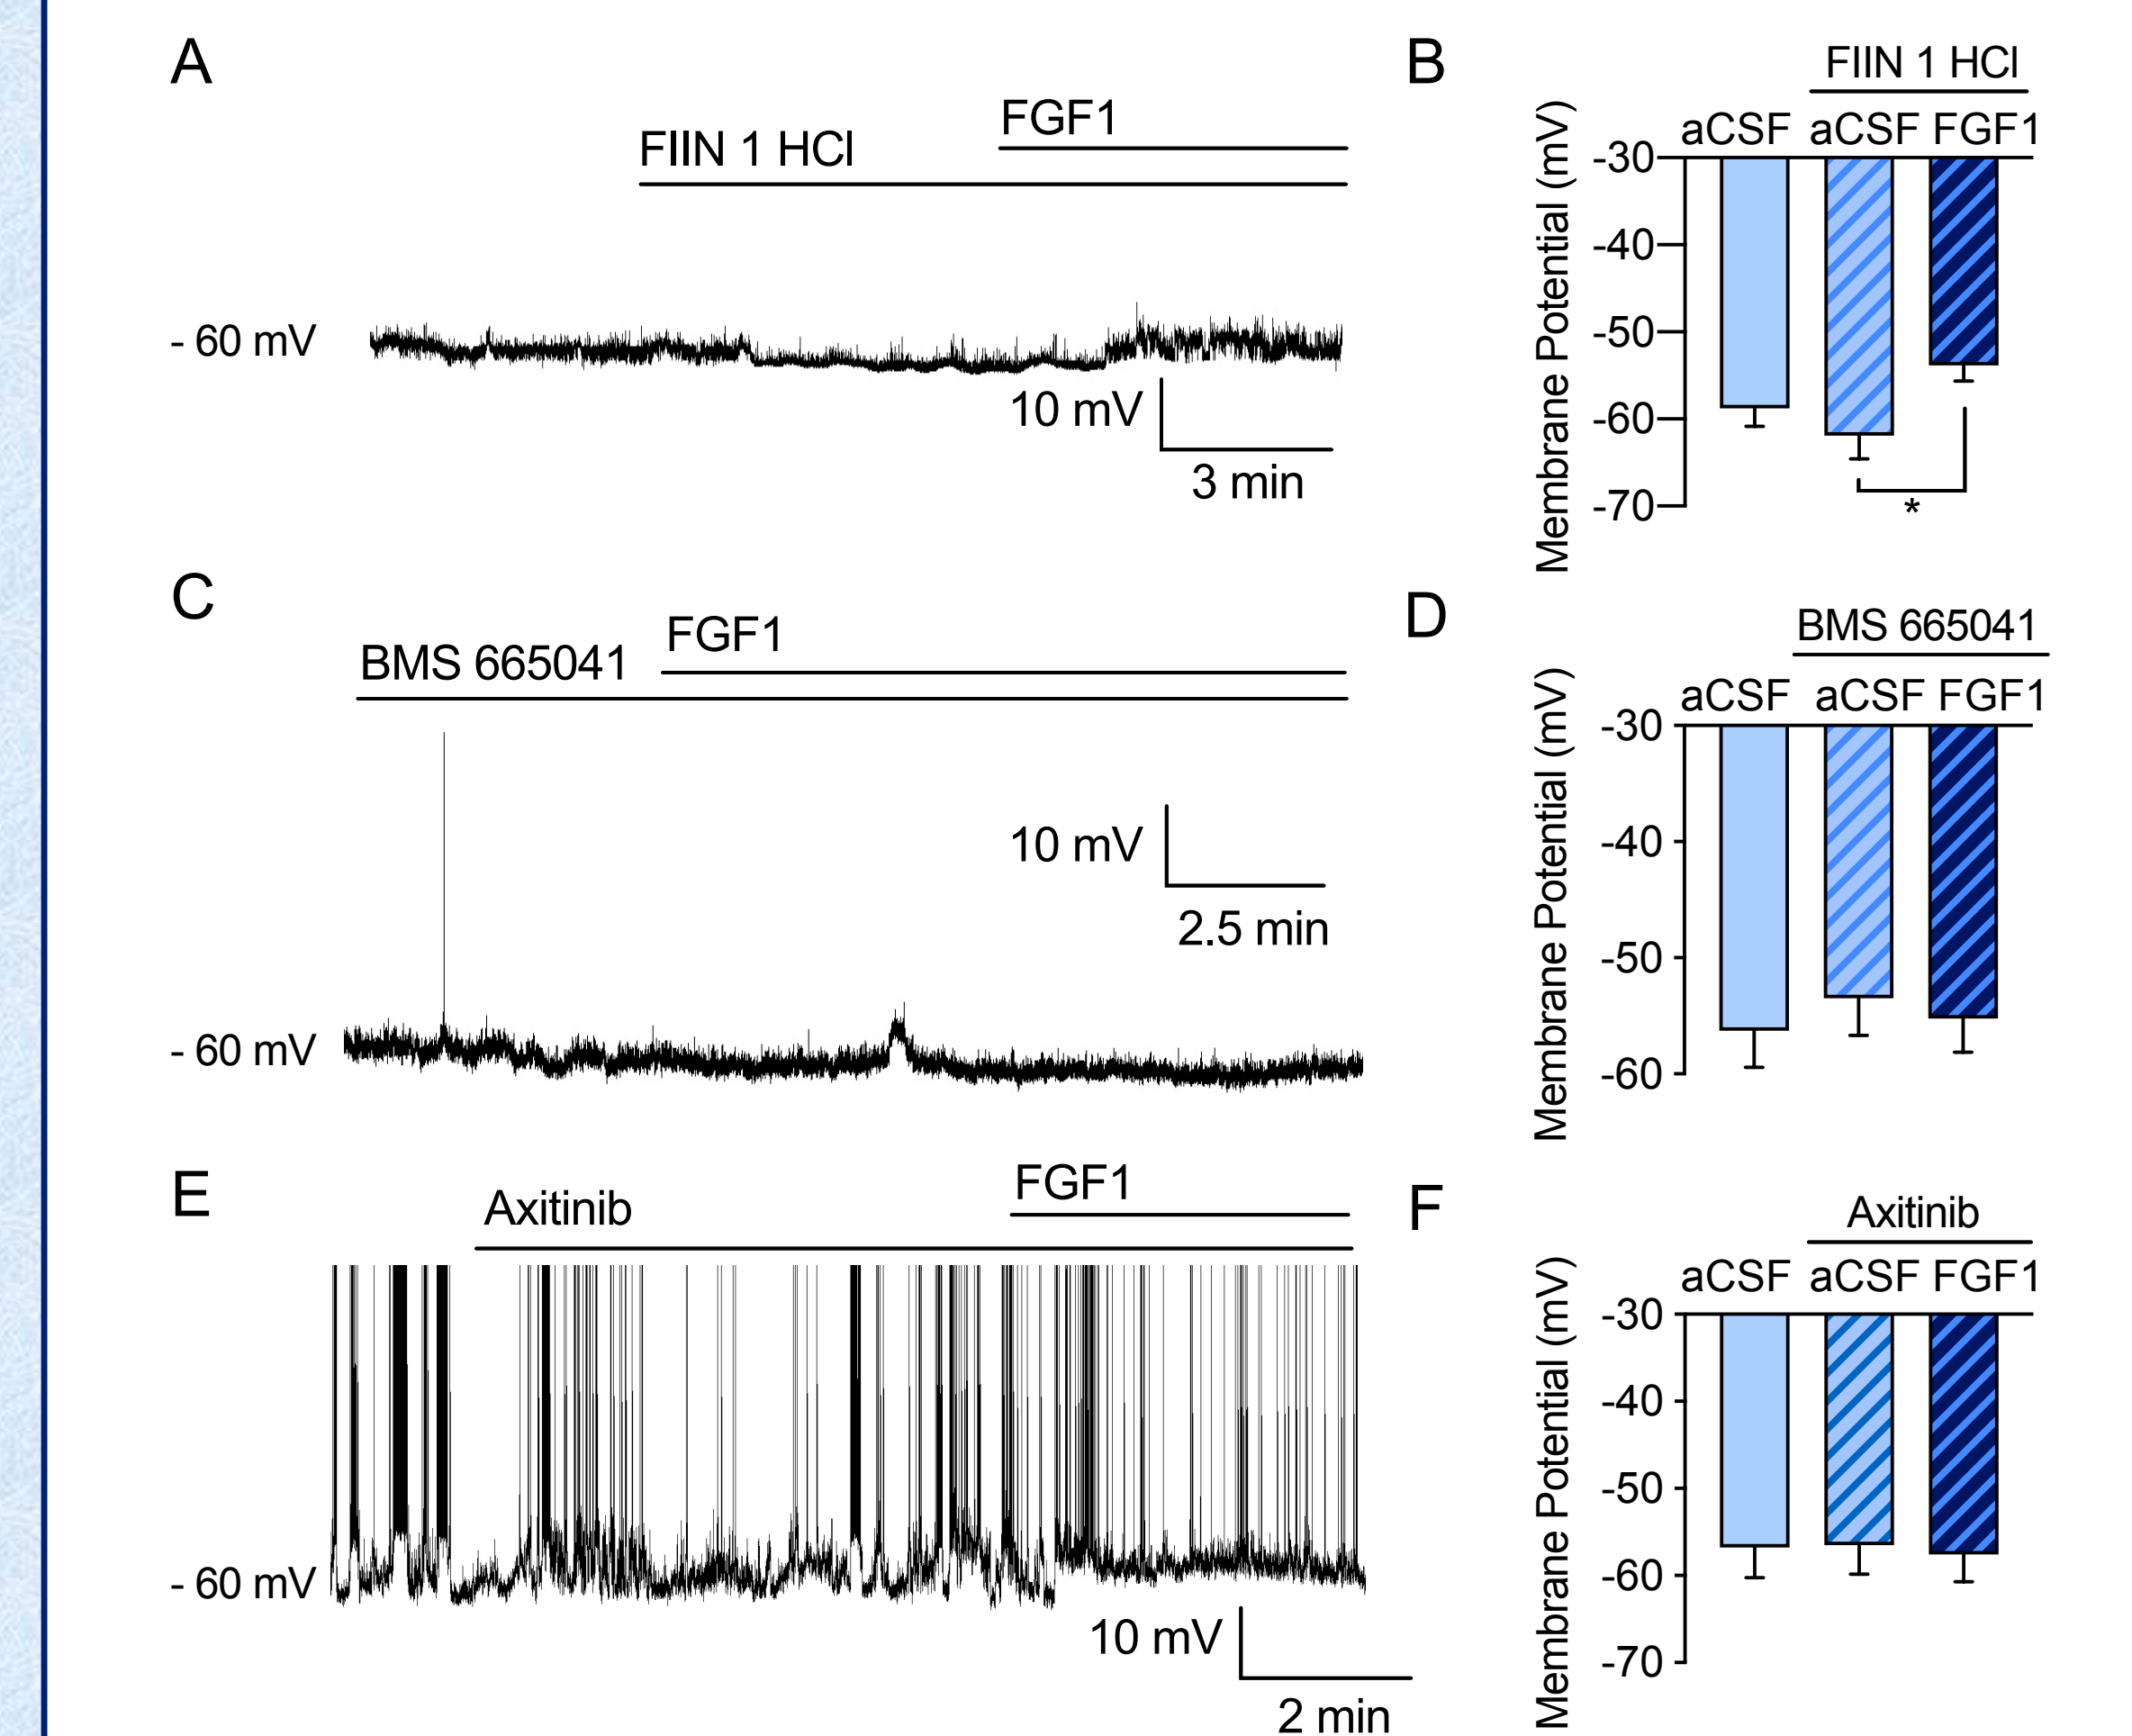 A
FIIN 1 HCl
FGF1
- 60 mV
10 mV
3 min
B
FIIN 1 HCl
aCSF aCSF FGF1
Membrane Potential (mV)
-30
-40
-50
-60
-70
*
C
BMS 665041
FGF1
10 mV
2.5 min
- 60 mV
D
BMS 665041
aCSF aCSF FGF1
Membrane Potential (mV)
-30
-40
-50
-60
E
Axitinib
FGF1
- 60 mV
10 mV
2 min
F
Axitinib
aCSF aCSF FGF1
Membrane Potential (mV)
-30
-40
-50
-60
-70